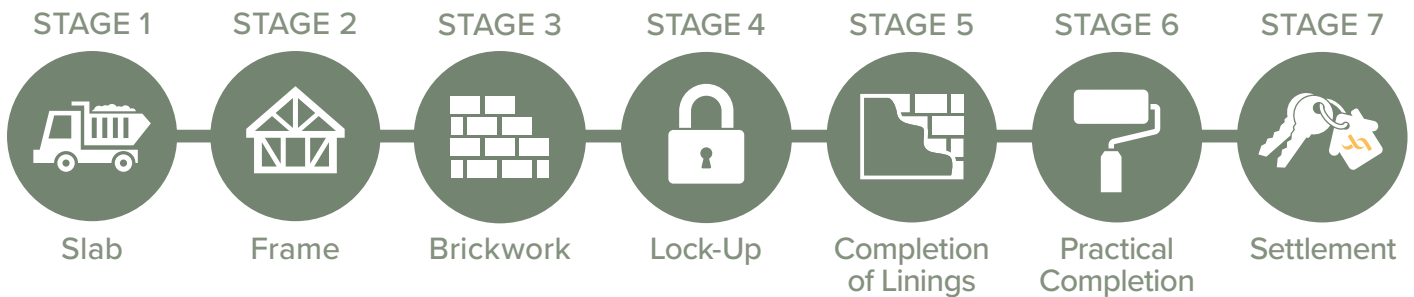 STAGE 1
STAGE 2
STAGE 3
STAGE 4
STAGE 5
STAGE 6
STAGE 7
Slab
Frame
Brickwork
Lock-Up
Completion
of Linings
Practical
Completion
Settlement